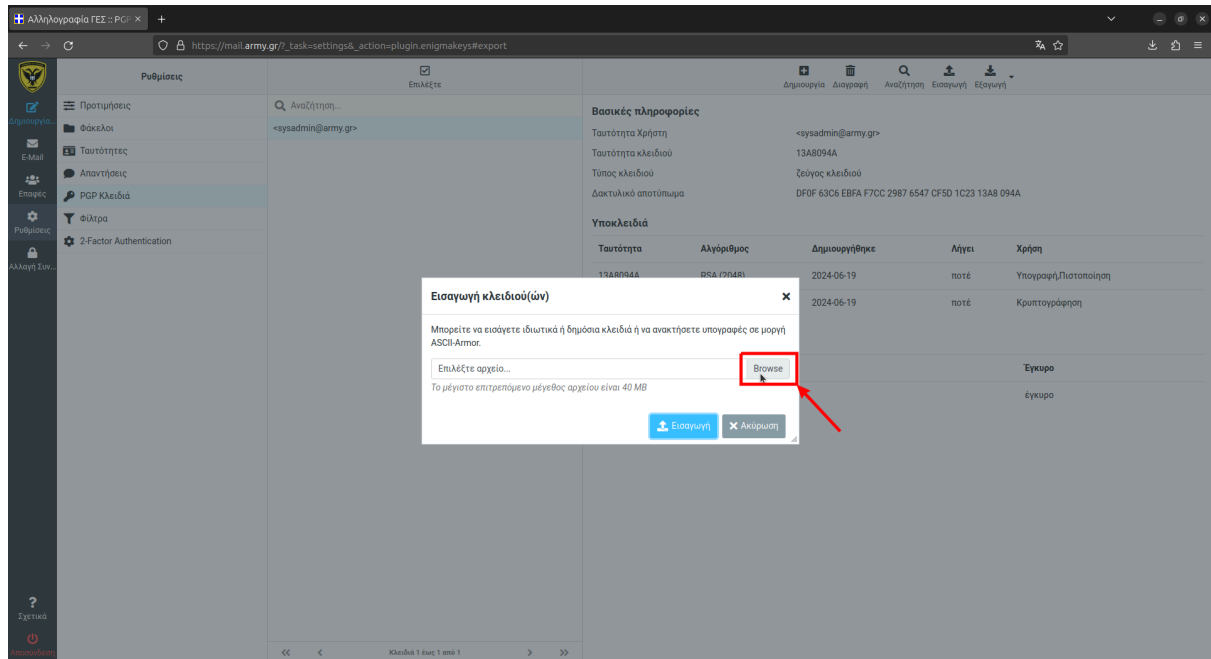 Αλληλογραφία ΓΕΣ :: PGP
https://mail.army.gr/?_task=settings&_action=plugin.enigmakeys#export
Δημιουργία...
E-Mail
Επαφές
Ρυθμίσεις
Αλλαγή Συν...
Σχετικά
Αποσύνδεση
Ρυθμίσεις
Προτιμήσεις
Φάκελοι
Ταυτότητες
Απαντήσεις
PGP Κλειδιά
Φίλτρα
2-Factor Authentication
Επιλέξτε
Αναζήτηση...
<sysadmin@army.gr>
Κλειδιά 1 έως 1 από 1
Δημιουργία Διαγραφή Αναζήτηση Εισαγωγή Εξαγωγή
Βασικές πληροφορίες
Ταυτότητα Χρήστη <sysadmin@army.gr>
Ταυτότητα κλειδιού 13A8094A
Τύπος κλειδιού ζεύγος κλειδιού
Δακτυλικό αποτύπωμα DF0F 63C6 EBFA F7CC 2987 6547 CF5D 1C23 13A8 094A
Υποκλειδιά
Ταυτότητα Αλγόριθμος Δημιουργήθηκε Λήγει Χρήση
13A8094A RSA (2048) 2024-06-19 ποτέ Υπογραφή,Πιστοποίηση
2024-06-19 ποτέ Κρυπτογράφηση
Έγκυρο
έγκυρο
Εισαγωγή κλειδιού(ών)
Μπορείτε να εισάγετε ιδιωτικά ή δημόσια κλειδιά ή να ανακτήσετε υπογραφές σε μορφή
ASCII-Armor.
Επιλέξτε αρχείο... Browse
Το μέγιστο επιτρεπόμενο μέγεθος αρχείου είναι 40 MB
Εισαγωγή Ακύρωση